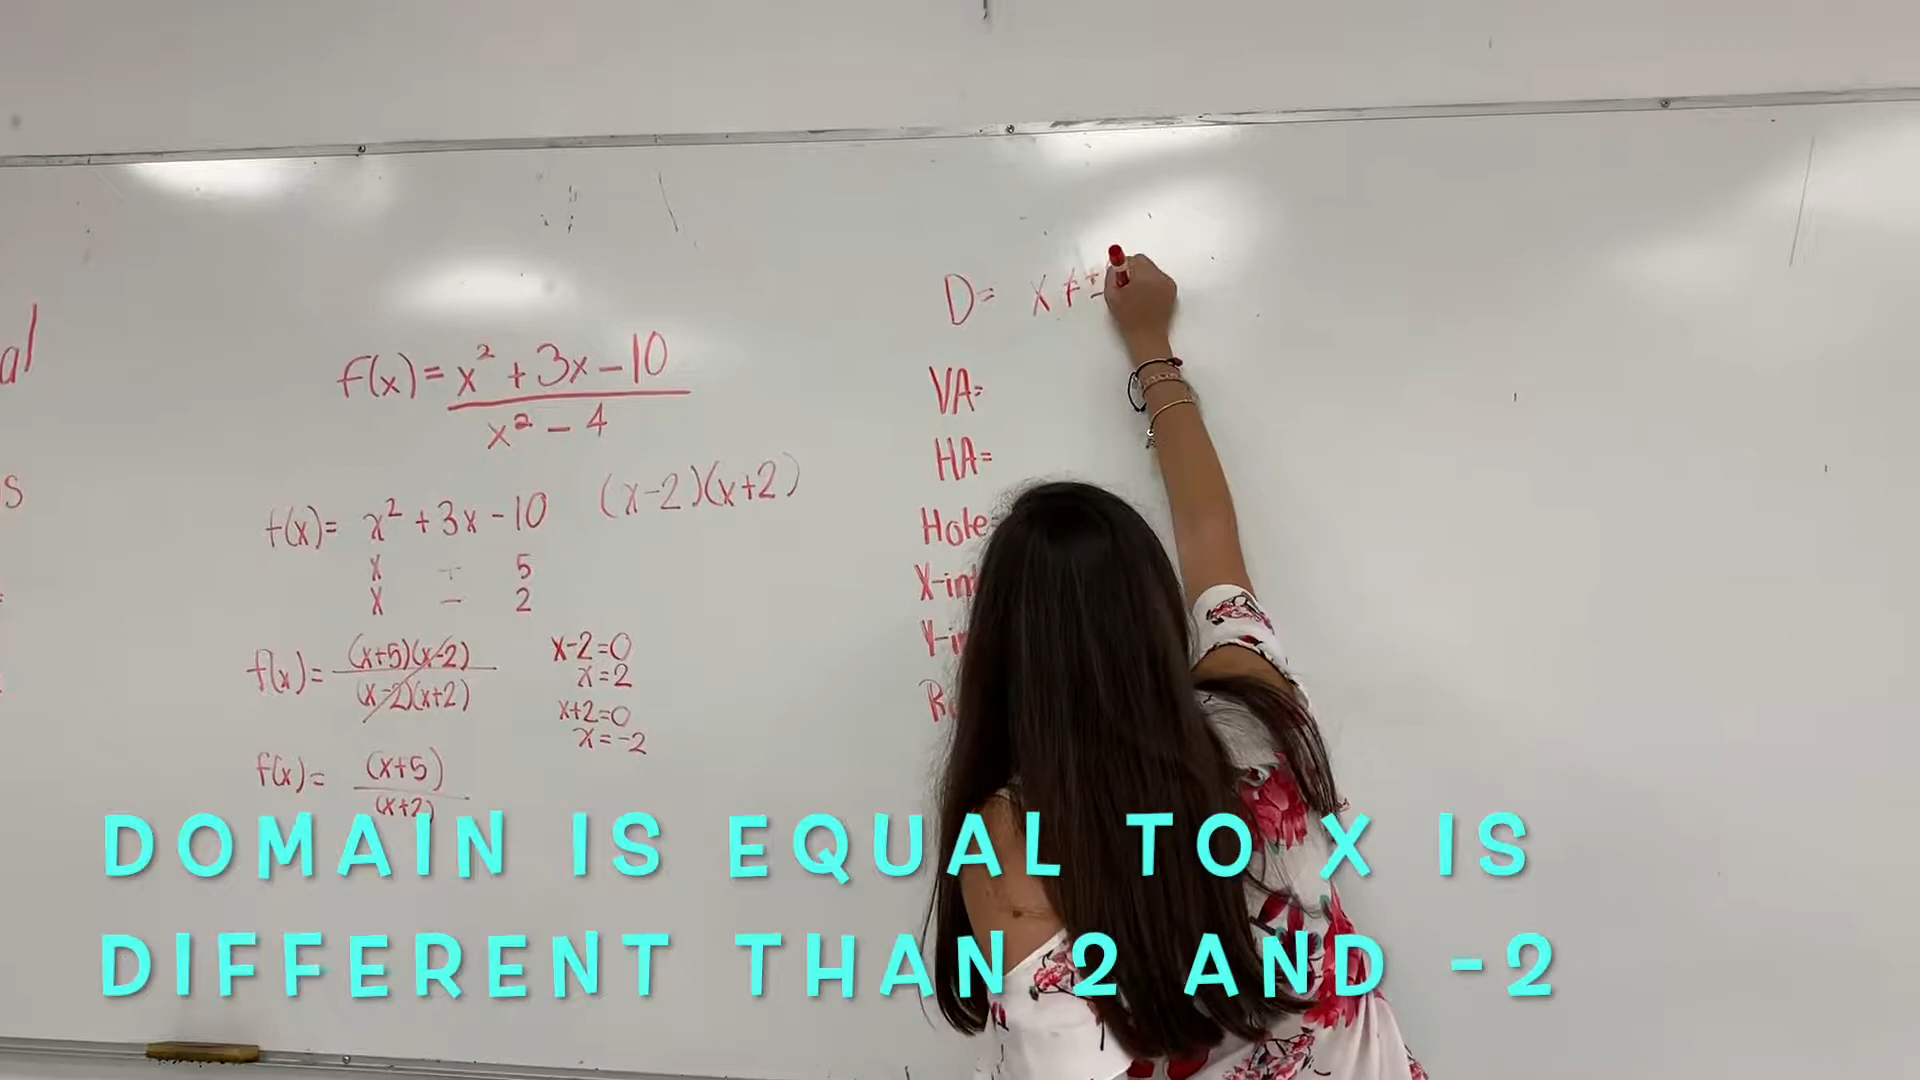 al
s
f(x) = x² + 3x - 10
x² - 4
f(x) = x² + 3x - 10
(x-2)(x+2)
x + 5
x - 2
f(x) = (x+5)(x-2)
(x-2)(x+2)
x-2=0
x=2
x+2=0
x=-2
f(x) = (x+5)
(x+2)
D= x ≠ ±
VA=
HA=
Hole=
X-int
Y-in
DOMAIN IS EQUAL TO X IS
DIFFERENT THAN 2 AND -2